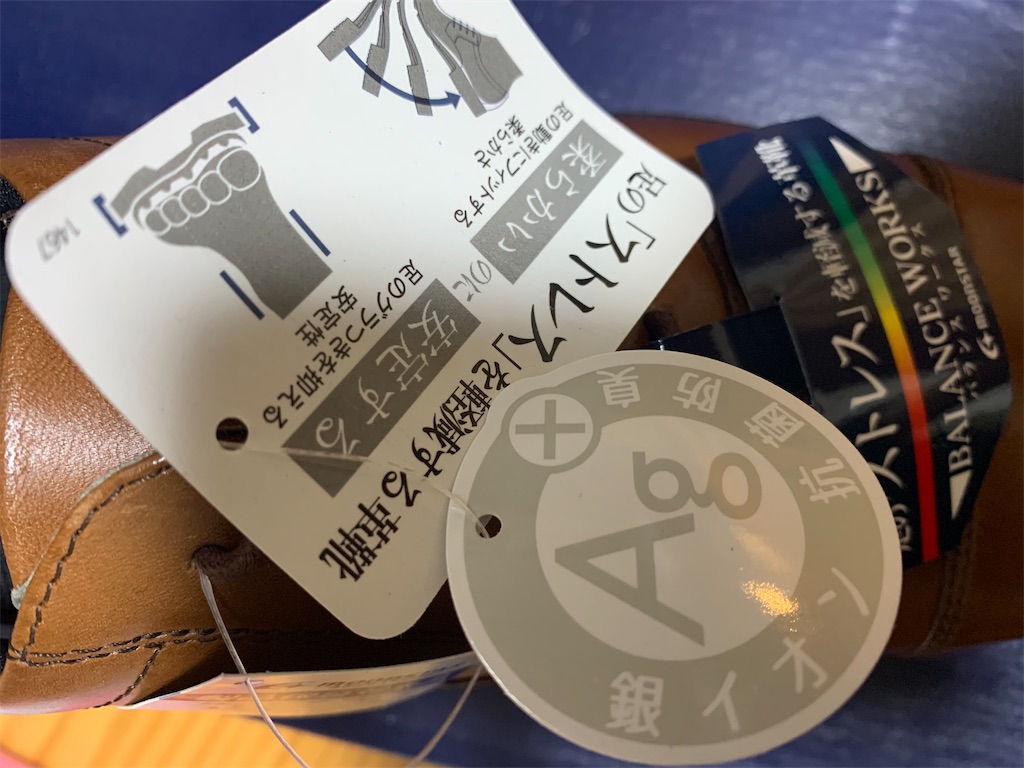 足の「ストレス」を軽減する革靴
柔らかい のに
安定する
足の動きにフィットする
柔らかさ
足のグラつきを抑える
安定性
1467
Ag+
銀イオン 抗菌防臭
足の「ストレス」を軽減する革靴
BALANCE WORKS
バランス ワークス
MOONSTAR